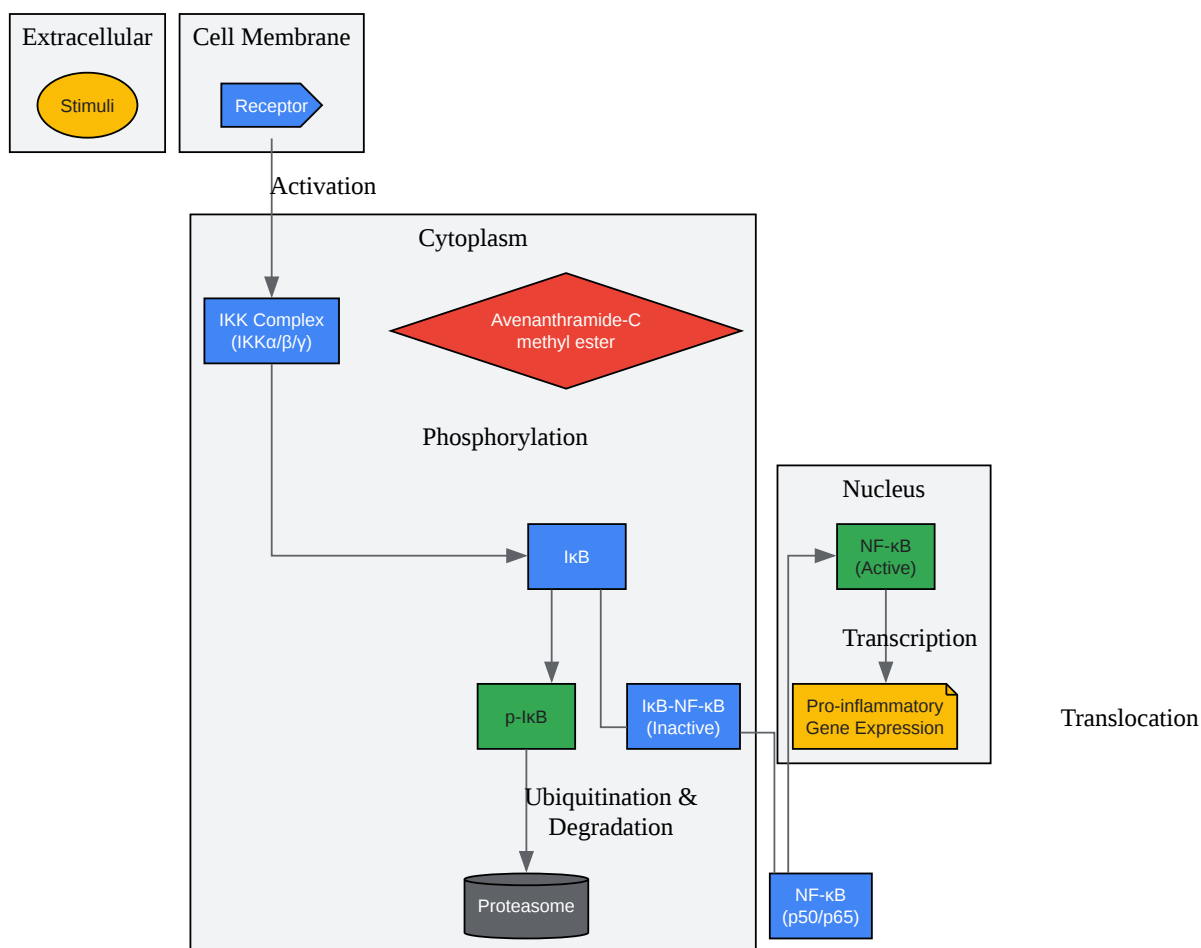 Extracellular
Cell Membrane
Stimuli
Receptor
Activation
Cytoplasm
IKK Complex
(IKKα/β/γ)
Avenanthramide-C
methyl ester
Phosphorylation
Nucleus
IκB
NF-κB
(Active)
Transcription
p-IκB
IκB-NF-κB
(Inactive)
Pro-inflammatory
Gene Expression
Translocation
Ubiquitination &
Degradation
Proteasome
NF-κB
(p50/p65)